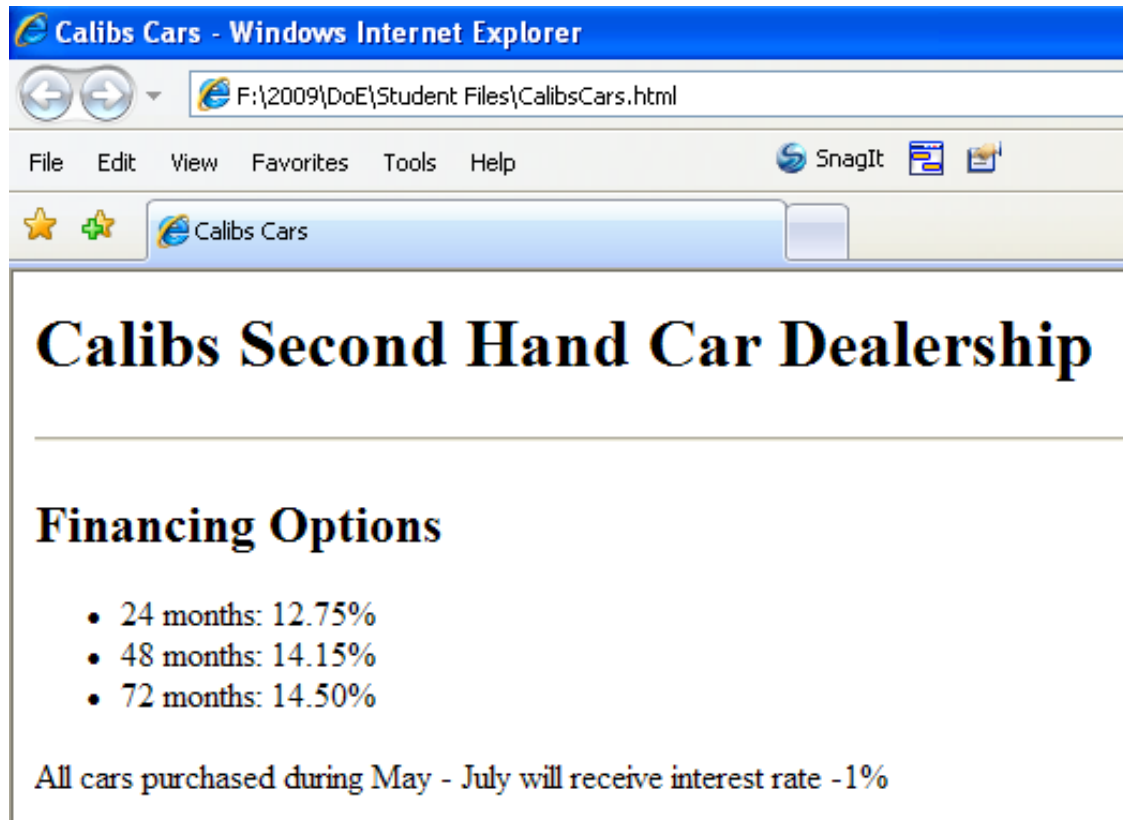 Calibs Cars - Windows Internet Explorer
F:\2009\DoE\Student Files\CalibsCars.html
File Edit View Favorites Tools Help SnagIt
Calibs Cars
Calibs Second Hand Car Dealership
Financing Options
• 24 months: 12.75%
• 48 months: 14.15%
• 72 months: 14.50%
All cars purchased during May - July will receive interest rate -1%